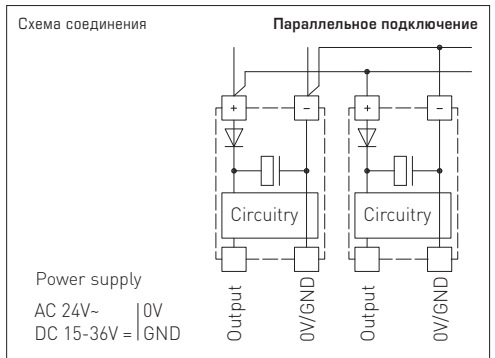 Схема соединения
Параллельное подключение
+ − + −
Circuitry Circuitry
Power supply
AC 24V~ | 0V
DC 15-36V = | GND
Output
0V/GND
Output
0V/GND